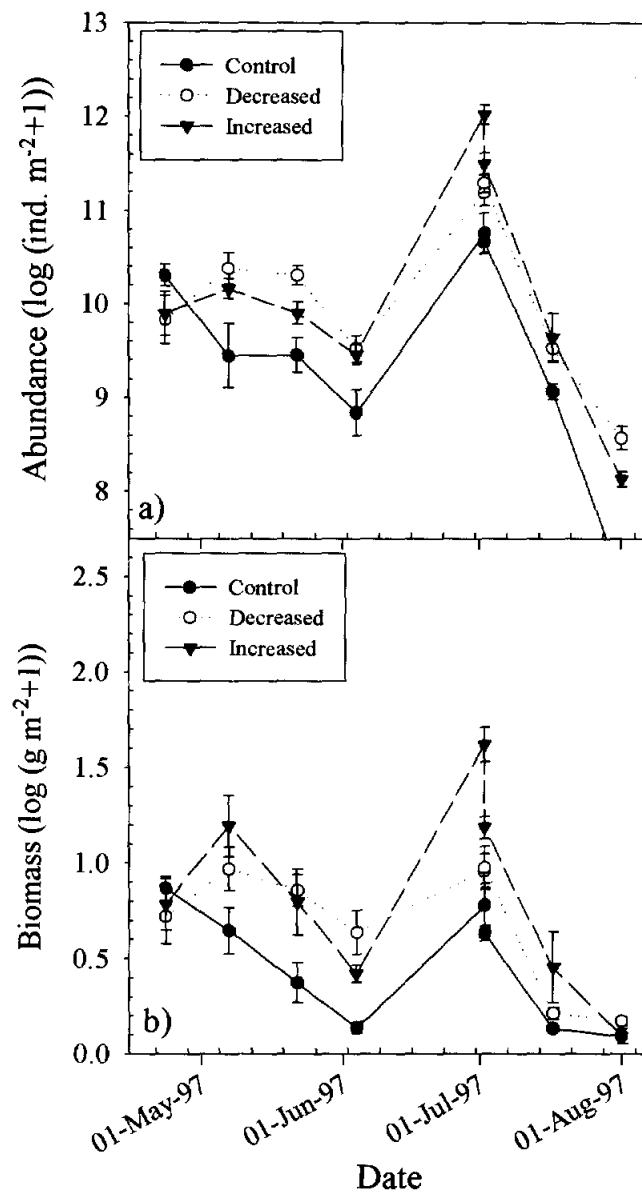 13
12
11
10
9
8
Abundance (log (ind. m⁻²+1))
Control
Decreased
Increased
a)
2.5
2.0
1.5
1.0
0.5
0.0
Biomass (log (g m⁻²+1))
Control
Decreased
Increased
b)
01-May-97
01-Jun-97
01-Jul-97
01-Aug-97
Date